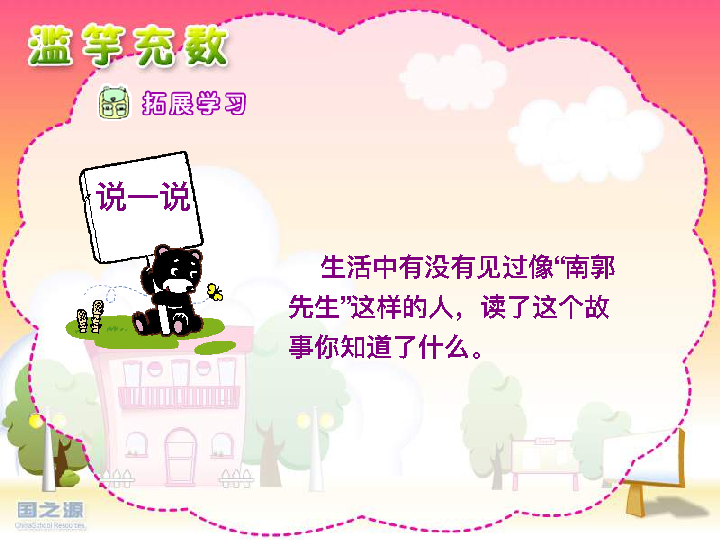 滥竽充数
拓展学习
说一说
生活中有没有见过像“南郭
先生”这样的人，读了这个故
事你知道了什么。
国之源
ChinaSchool Resources